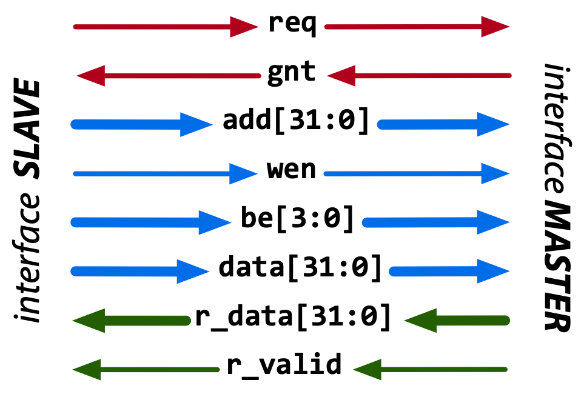 req
gnt
add[31:0]
wen
be[3:0]
data[31:0]
r_data[31:0]
r_valid
interface SLAVE
interface MASTER